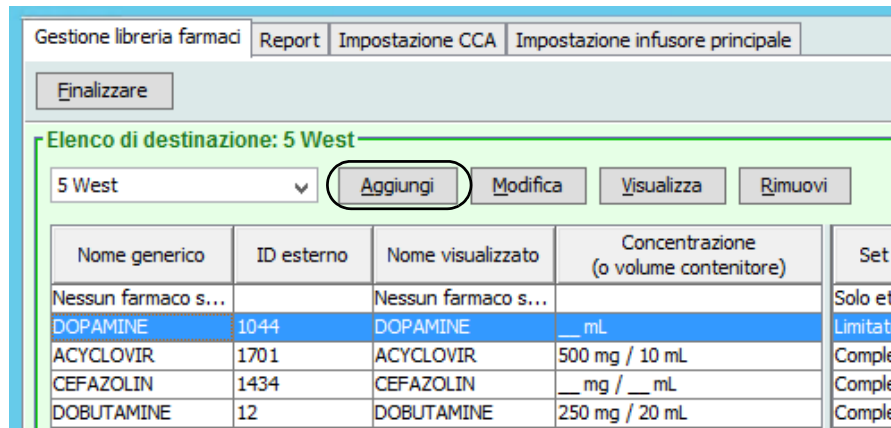 Gestione libreria farmaci Report Impostazione CCA Impostazione infusore principale
Finalizzare
Elenco di destinazione: 5 West
5 West Aggiungi Modifica Visualizza Rimuovi
Nome generico ID esterno Nome visualizzato Concentrazione (o volume contenitore) Set
Nessun farmaco s... Nessun farmaco s... Solo et
DOPAMINE 1044 DOPAMINE __ mL Limitat
ACYCLOVIR 1701 ACYCLOVIR 500 mg / 10 mL Comple
CEFAZOLIN 1434 CEFAZOLIN __ mg / __ mL Comple
DOBUTAMINE 12 DOBUTAMINE 250 mg / 20 mL Comple